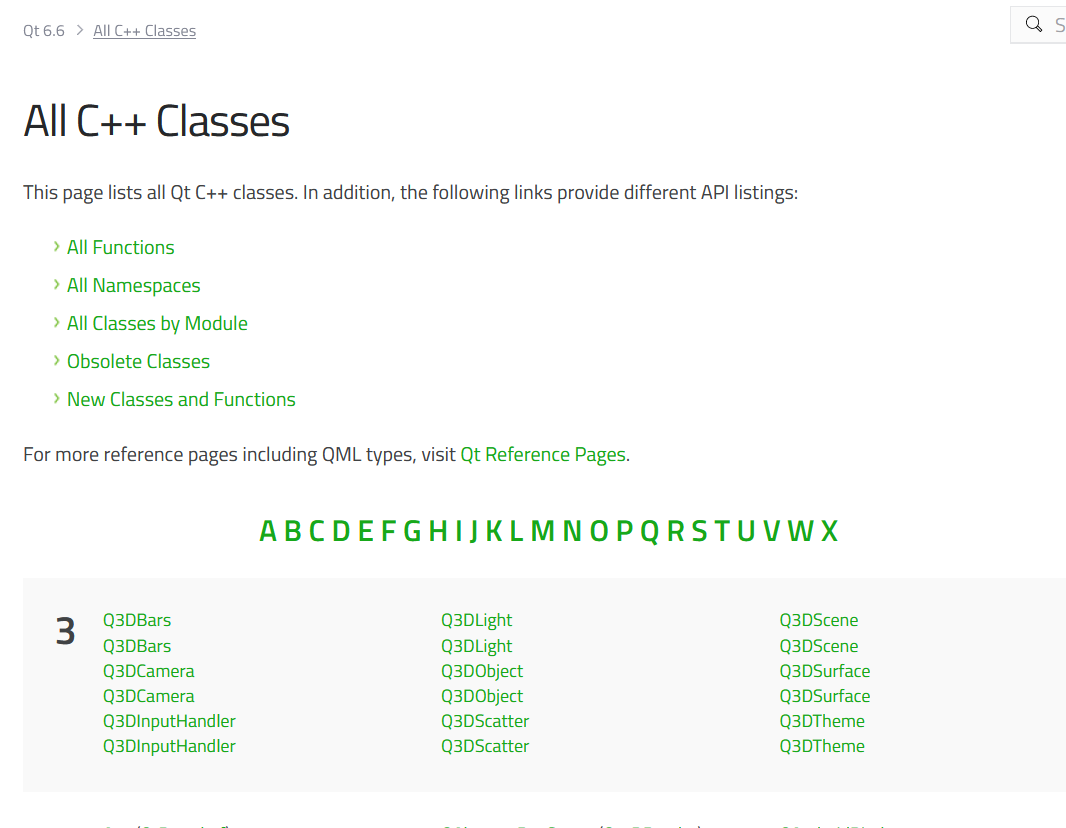 Qt 6.6 > All C++ Classes
S
All C++ Classes
This page lists all Qt C++ classes. In addition, the following links provide different API listings:
All Functions
All Namespaces
All Classes by Module
Obsolete Classes
New Classes and Functions
For more reference pages including QML types, visit Qt Reference Pages.
A B C D E F G H I J K L M N O P Q R S T U V W X
3
Q3DBars Q3DLight Q3DScene
Q3DBars Q3DLight Q3DScene
Q3DCamera Q3DObject Q3DSurface
Q3DCamera Q3DObject Q3DSurface
Q3DInputHandler Q3DScatter Q3DTheme
Q3DInputHandler Q3DScatter Q3DTheme